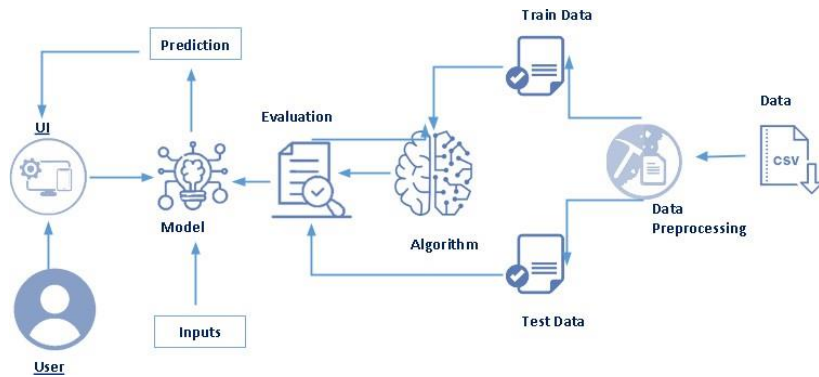 Train Data
Prediction
Data
Evaluation
UI
CSV
Model
Algorithm
Data
Preprocessing
Inputs
Test Data
User